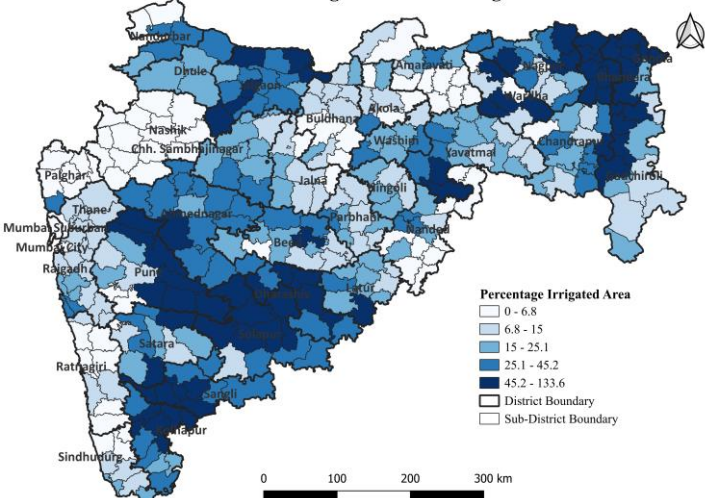 Nandurbar
Dhule
Jalgaon
Amaravati
Nagpur
Bhandara
Wardha
Akola
Buldhana
Nashik
Chh. Sambhajinagar
Washim
Yavatmal
Chandrapur
Gadchiroli
Palghar
Jalna
Hingoli
Thane
Ahmednagar
Parbhani
Mumbai Suburban
Nanded
Mumbai City
Beed
Raigadh
Pune
Latur
Dharashiv
Solapur
Satara
Ratnagiri
Sangli
Kolhapur
Sindhudurg
Percentage Irrigated Area
0 - 6.8
6.8 - 15
15 - 25.1
25.1 - 45.2
45.2 - 133.6
District Boundary
Sub-District Boundary
0 100 200 300 km